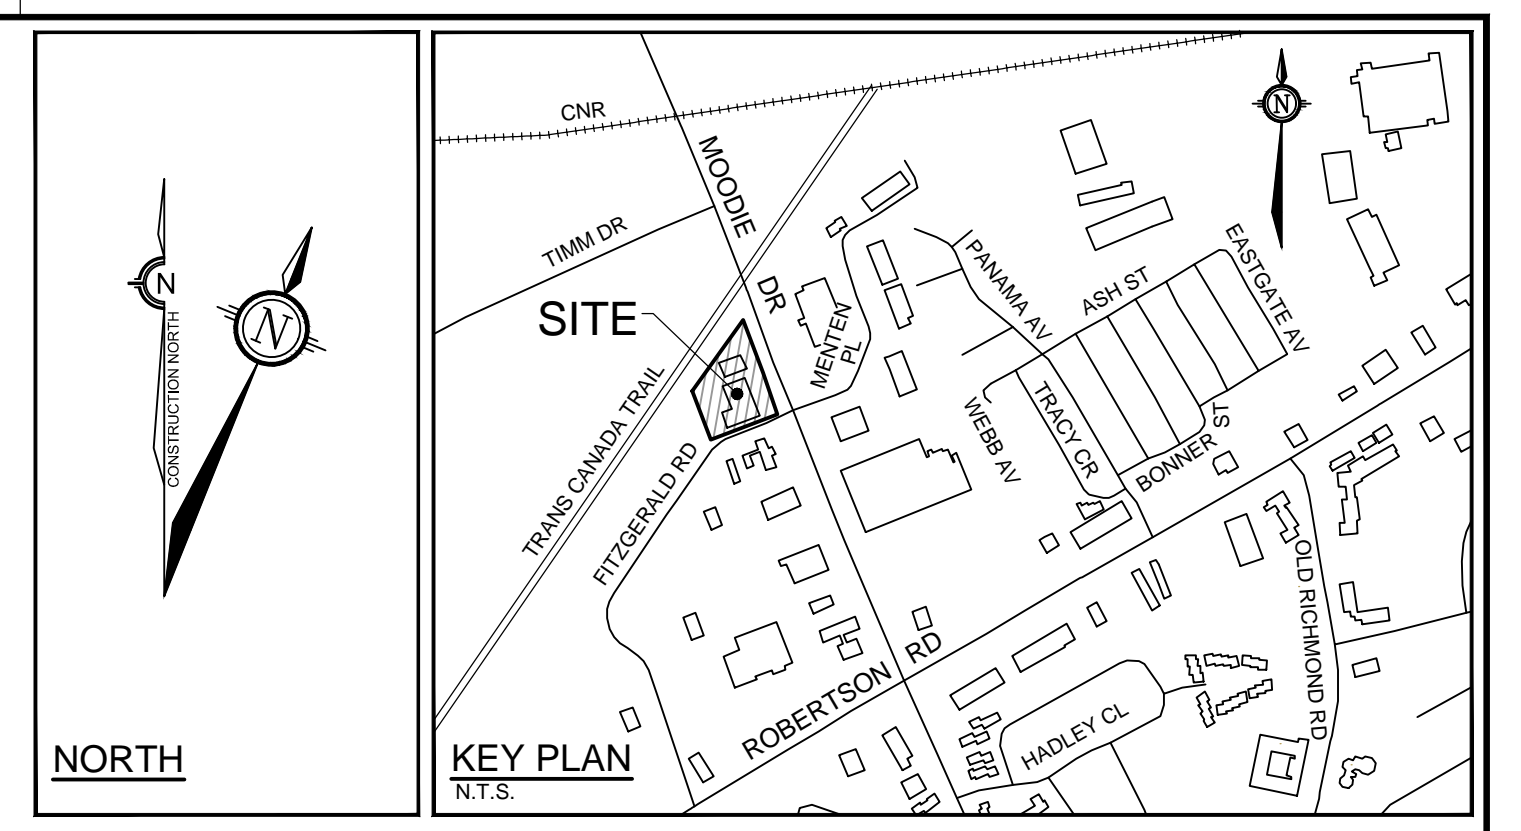 N
CONSTRUCTION NORTH
N
NORTH
CNR
N
MOODIE
DR
TIMM DR
SITE
MENTEN
PL
PANAMA AV
ASH ST
EASTGATE AV
TRANS CANADA TRAIL
FITZGERALD RD
WEBB AV
TRACY CR
BONNER
ST
OLD RICHMOND RD
ROBERTSON
RD
HADLEY CL
KEY PLAN
N.T.S.